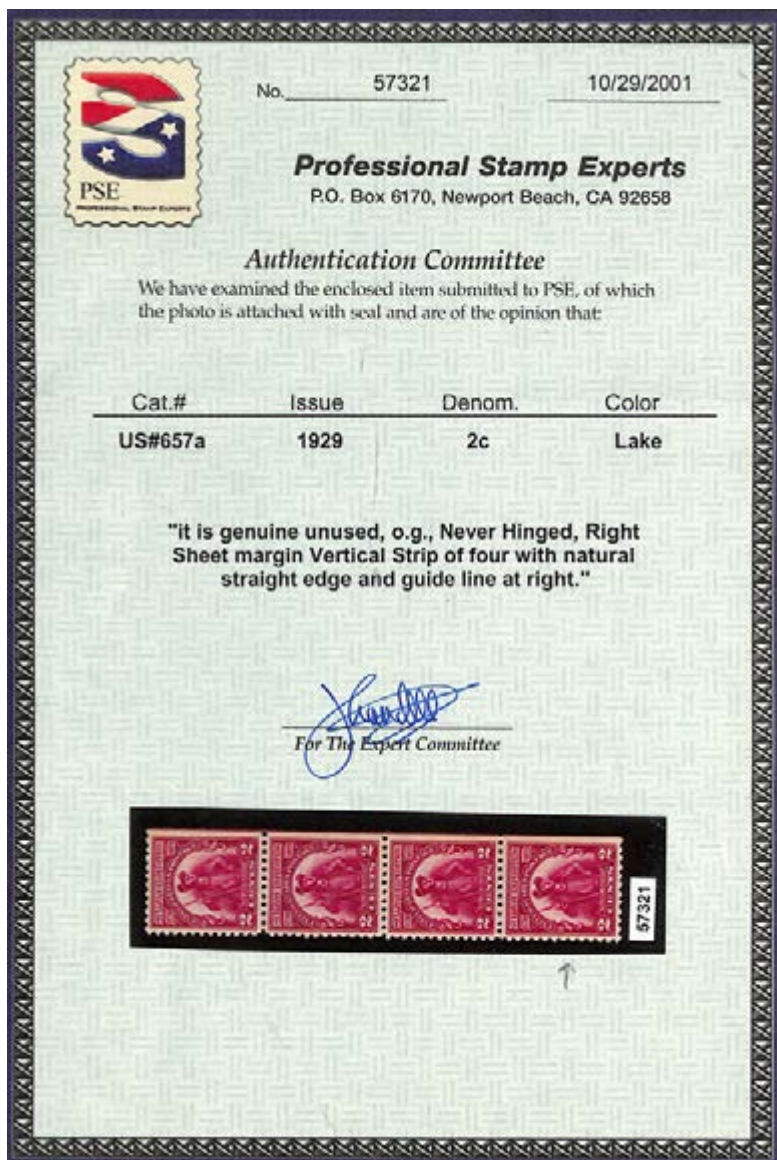 No. 57321 10/29/2001
PSE
PROFESSIONAL STAMP EXPERTS
Professional Stamp Experts
P.O. Box 6170, Newport Beach, CA 92658
Authentication Committee
We have examined the enclosed item submitted to PSE, of which
the photo is attached with seal and are of the opinion that:
Cat.# Issue Denom. Color
US#657a 1929 2c Lake
"it is genuine unused, o.g., Never Hinged, Right
Sheet margin Vertical Strip of four with natural
straight edge and guide line at right."
For The Expert Committee
57321